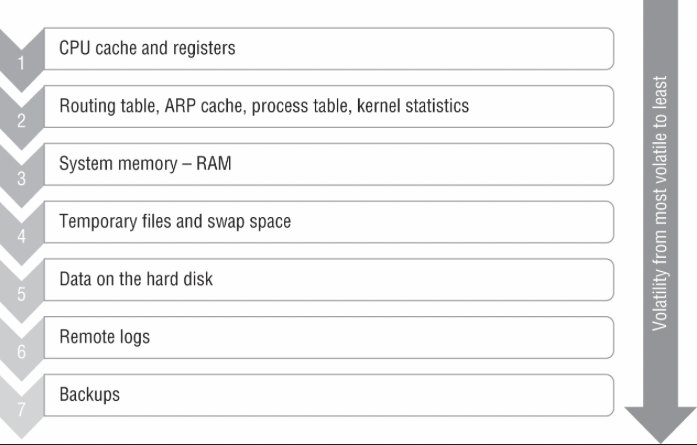 1
CPU cache and registers
2
Routing table, ARP cache, process table, kernel statistics
3
System memory – RAM
4
Temporary files and swap space
5
Data on the hard disk
6
Remote logs
7
Backups
Volatility from most volatile to least